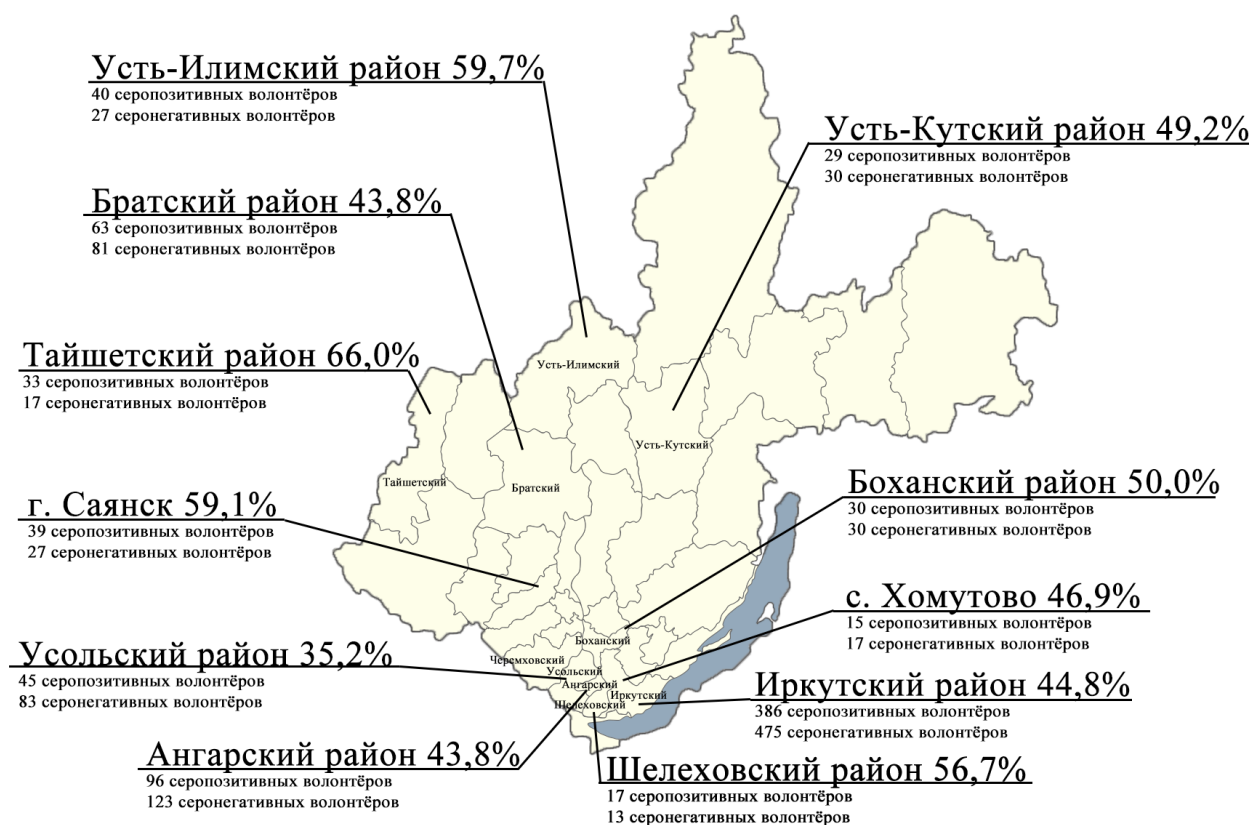 Усть-Илимский район 59,7%
40 серопозитивных волонтёров
27 серонегативных волонтёров
Усть-Кутский район 49,2%
29 серопозитивных волонтёров
30 серонегативных волонтёров
Братский район 43,8%
63 серопозитивных волонтёров
81 серонегативных волонтёров
Тайшетский район 66,0%
33 серопозитивных волонтёров
17 серонегативных волонтёров
Усть-Илимский
Усть-Кутский
Тайшетский
Братский
г. Саянск 59,1%
39 серопозитивных волонтёров
27 серонегативных волонтёров
Боханский район 50,0%
30 серопозитивных волонтёров
30 серонегативных волонтёров
с. Хомутово 46,9%
15 серопозитивных волонтёров
17 серонегативных волонтёров
Боханский
Черемховский
Усольский
Ангарский
Иркутский
Шелеховский
Усольский район 35,2%
45 серопозитивных волонтёров
83 серонегативных волонтёров
Иркутский район 44,8%
386 серопозитивных волонтёров
475 серонегативных волонтёров
Ангарский район 43,8%
96 серопозитивных волонтёров
123 серонегативных волонтёров
Шелеховский район 56,7%
17 серопозитивных волонтёров
13 серонегативных волонтёров